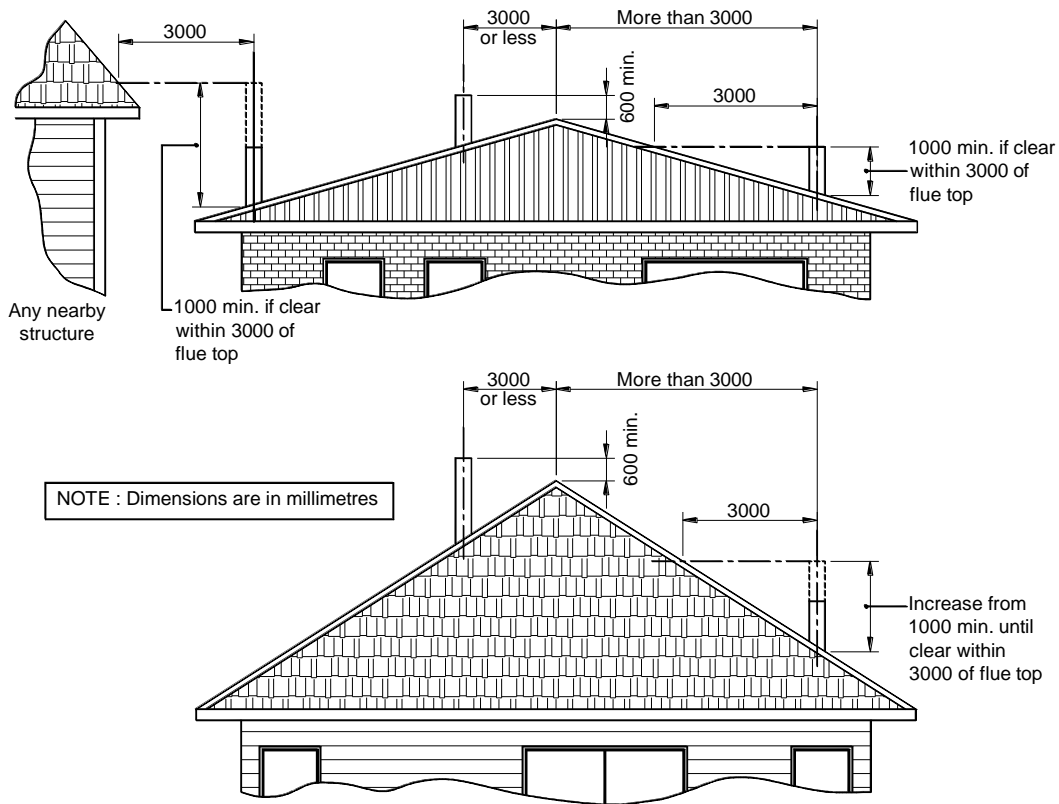 3000
3000
or less
More than 3000
600 min.
3000
1000 min. if clear
within 3000 of
flue top
Any nearby
structure
1000 min. if clear
within 3000 of
flue top
3000
or less
More than 3000
600 min.
NOTE : Dimensions are in millimetres
3000
Increase from
1000 min. until
clear within
3000 of flue top